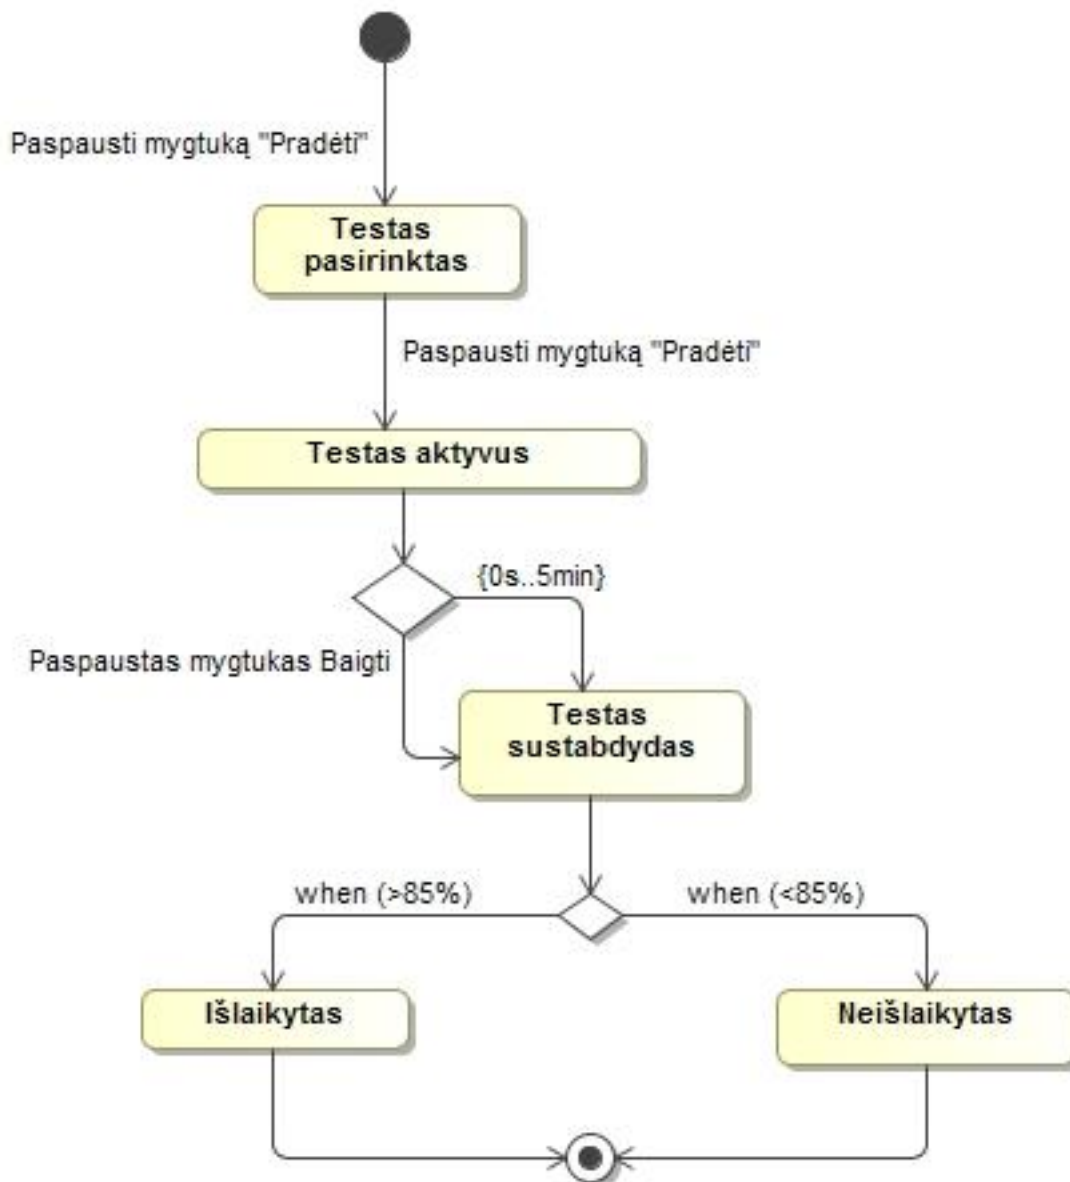 Paspausti mygtuką "Pradėti"
Testas
pasirinktas
Paspausti mygtuką "Pradėti"
Testas aktyvus
{0s..5min}
Paspaustas mygtukas Baigti
Testas
sustabdydas
when (>85%)
when (<85%)
Išlaikytas
Neišlaikytas